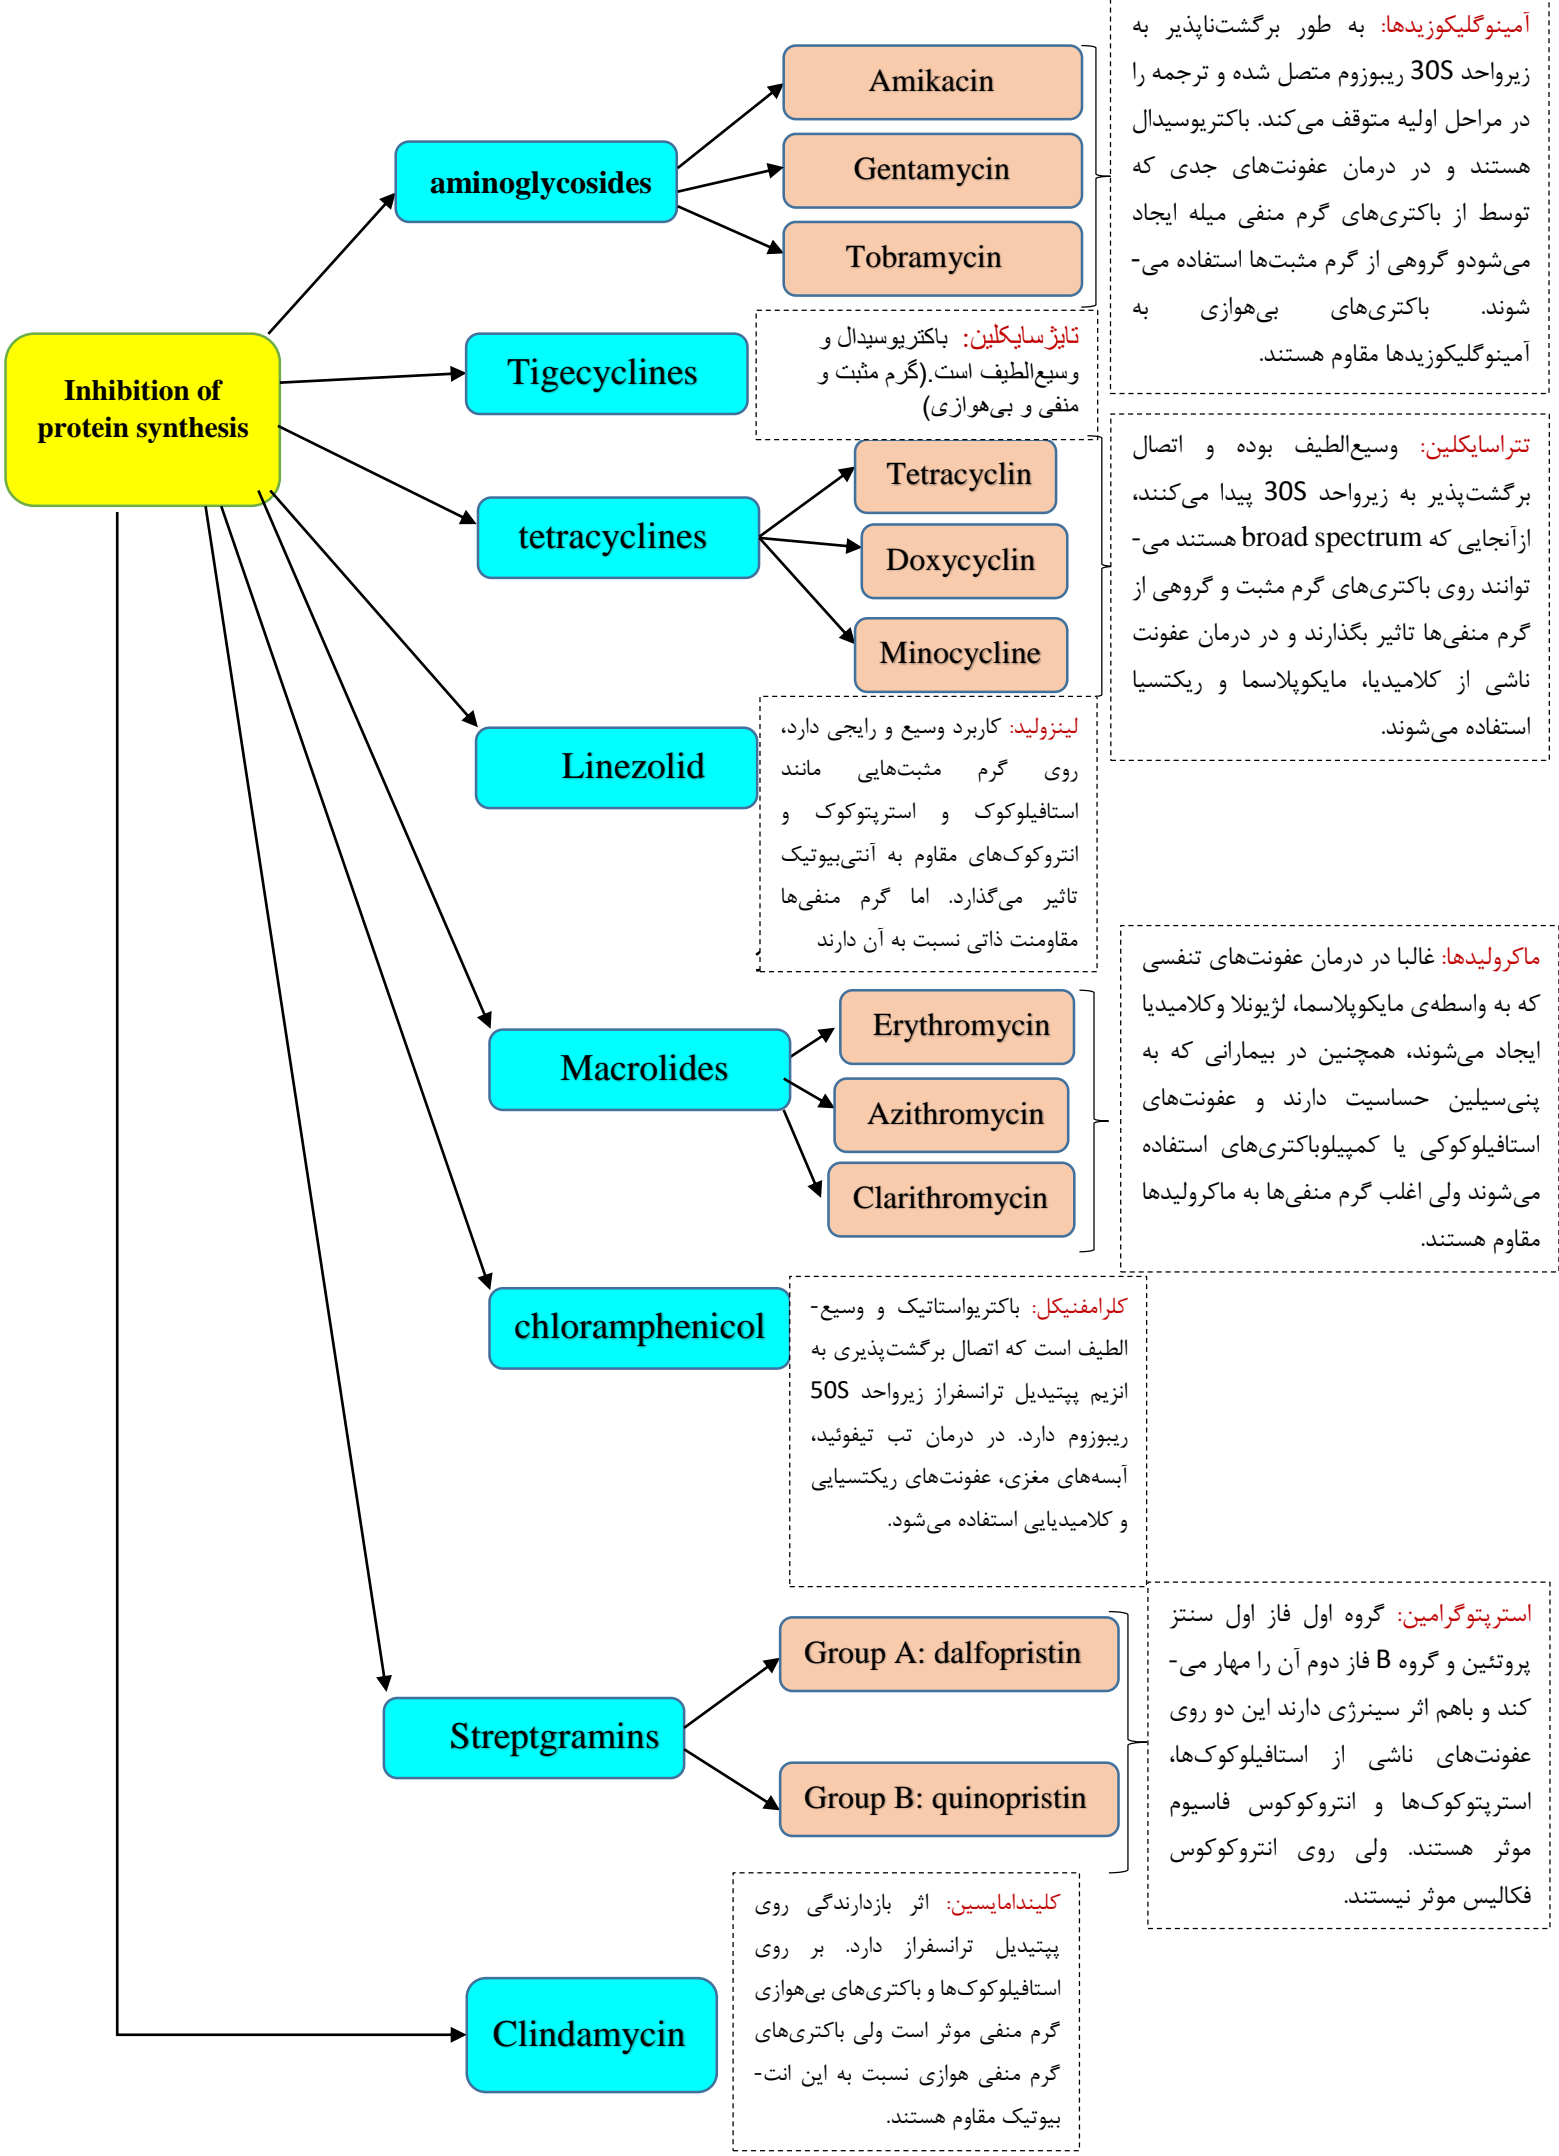 Inhibition of
protein synthesis
aminoglycosides
Amikacin
Gentamycin
Tobramycin
آمینوگلیکوزیدها: به طور برگشت‌ناپذیر به
زیرواحد 30S ریبوزوم متصل شده و ترجمه را
در مراحل اولیه متوقف می‌کند. باکتریوسیدال
هستند و در درمان عفونت‌های جدی که
توسط از باکتری‌های گرم منفی میله ایجاد
می‌شودو گروهی از گرم مثبت‌ها استفاده می-
شوند. باکتری‌های بی‌هوازی به
آمینوگلیکوزیدها مقاوم هستند.
Tigecyclines
تایژسایکلین: باکتریوسیدال و
وسیع‌الطیف است.(گرم مثبت و
منفی و بی‌هوازی)
tetracyclines
Tetracyclin
Doxycyclin
Minocycline
تتراسایکلین: وسیع‌الطیف بوده و اتصال
برگشت‌پذیر به زیرواحد 30S پیدا می‌کنند،
ازآنجایی که broad spectrum هستند می-
توانند روی باکتری‌های گرم مثبت و گروهی از
گرم منفی‌ها تاثیر بگذارند و در درمان عفونت
ناشی از کلامیدیا، مایکوپلاسما و ریکتسیا
استفاده می‌شوند.
Linezolid
لینزولید: کاربرد وسیع و رایجی دارد،
روی گرم مثبت‌هایی مانند
استافیلوکوک و استرپتوکوک و
انتروکوک‌های مقاوم به آنتی‌بیوتیک
تاثیر می‌گذارد. اما گرم منفی‌ها
مقاومنت ذاتی نسبت به آن دارند
Macrolides
Erythromycin
Azithromycin
Clarithromycin
ماکرولیدها: غالبا در درمان عفونت‌های تنفسی
که به واسطه‌ی مایکوپلاسما، لژیونلا وکلامیدیا
ایجاد می‌شوند، همچنین در بیمارانی که به
پنی‌سیلین حساسیت دارند و عفونت‌های
استافیلوکوکی یا کمپیلوباکتری‌های استفاده
می‌شوند ولی اغلب گرم منفی‌ها به ماکرولیدها
مقاوم هستند.
chloramphenicol
کلرامفنیکل: باکتریواستاتیک و وسیع-
الطیف است که اتصال برگشت‌پذیری به
انزیم پپتیدیل ترانسفراز زیرواحد 50S
ریبوزوم دارد. در درمان تب تیفوئید،
آبسه‌های مغزی، عفونت‌های ریکتسیایی
و کلامیدیایی استفاده می‌شود.
Streptgramins
Group A: dalfopristin
Group B: quinopristin
استرپتوگرامین: گروه اول فاز اول سنتز
پروتئین و گروه B فاز دوم آن را مهار می-
کند و باهم اثر سینرژی دارند این دو روی
عفونت‌های ناشی از استافیلوکوک‌ها،
استرپتوکوک‌ها و انتروکوکوس فاسیوم
موثر هستند. ولی روی انتروکوکوس
فکالیس موثر نیستند.
Clindamycin
کلیندامایسین: اثر بازدارندگی روی
پپتیدیل ترانسفراز دارد. بر روی
استافیلوکوک‌ها و باکتری‌های بی‌هوازی
گرم منفی موثر است ولی باکتری‌های
گرم منفی هوازی نسبت به این انت-
بیوتیک مقاوم هستند.